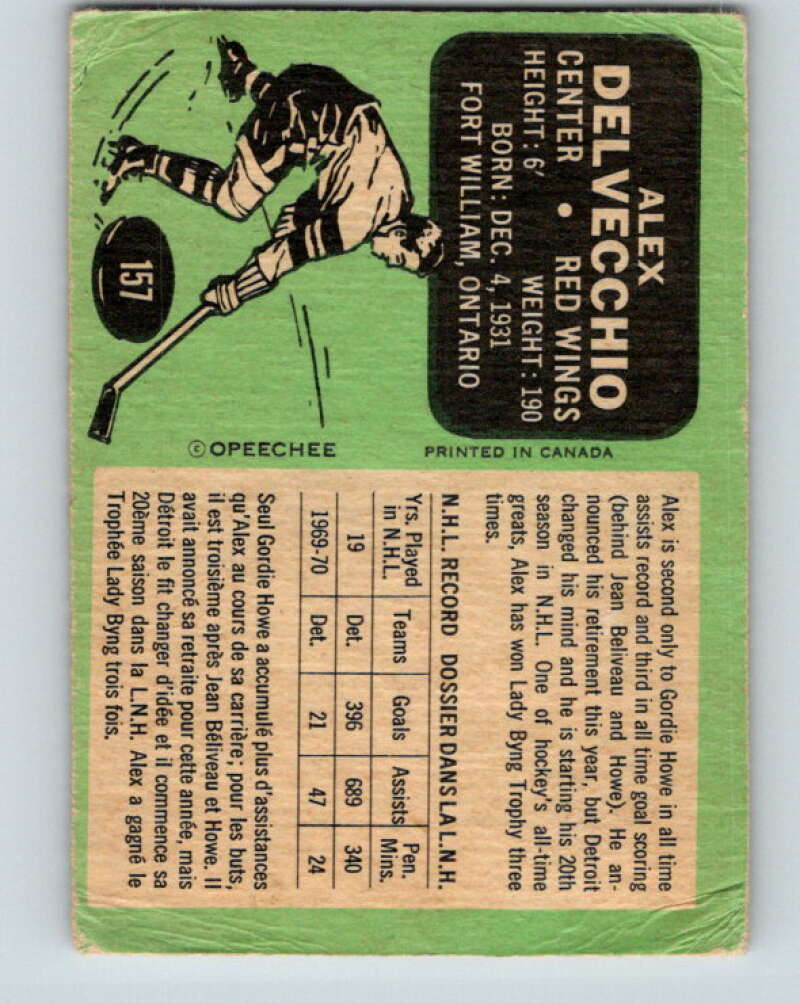 ALEX
DELVECCHIO
CENTER • RED WINGS
HEIGHT: 6' WEIGHT: 190
BORN: DEC. 4, 1931
FORT WILLIAM, ONTARIO
157
© OPEECHEE
PRINTED IN CANADA
Alex is second only to Gordie Howe in all time
assists record and third in all time goal scoring
(behind Jean Beliveau and Howe). He an-
nounced his retirement this year, but Detroit
changed his mind and he is starting his 20th
season in N.H.L. One of hockey's all-time
greats, Alex has won Lady Byng Trophy three
times.
N.H.L. RECORD DOSSIER DANS LA L.N.H.
Yrs. Played in N.H.L. Teams Goals Assists Pen. Mins.
19 Det. 396 689 340
1969-70 Det. 21 47 24
Seul Gordie Howe a accumulé plus d'assistances
qu'Alex au cours de sa carrière; pour les buts,
il est troisième après Jean Béliveau et Howe. Il
avait annoncé sa retraite pour cette année, mais
Détroit le fit changer d'idée et il commence sa
20ème saison dans la L.N.H. Alex a gagné le
Trophée Lady Byng trois fois.